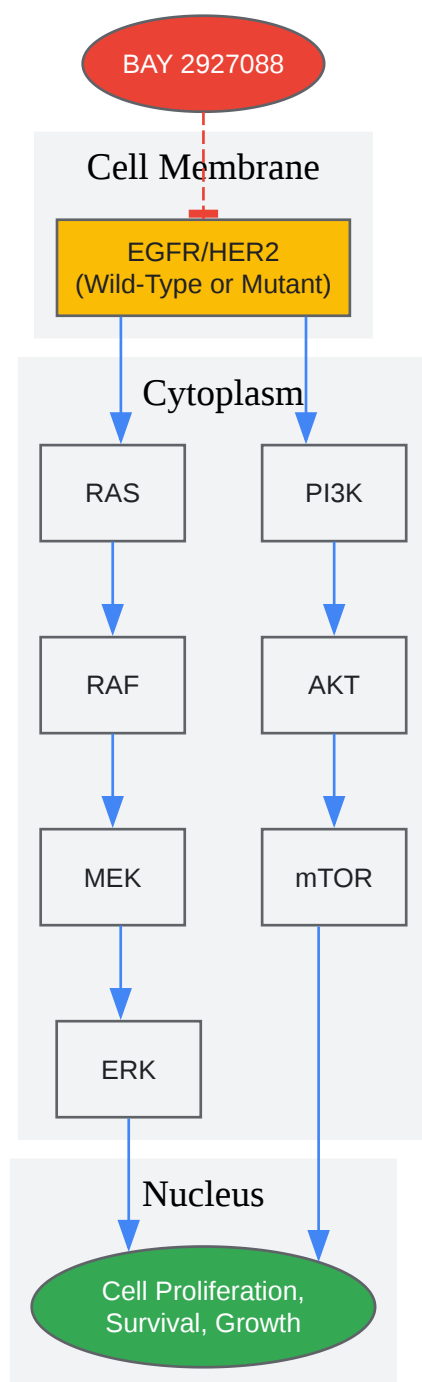 BAY 2927088
Cell Membrane
EGFR/HER2
(Wild-Type or Mutant)
Cytoplasm
RAS
PI3K
RAF
AKT
MEK
mTOR
ERK
Nucleus
Cell Proliferation,
Survival, Growth